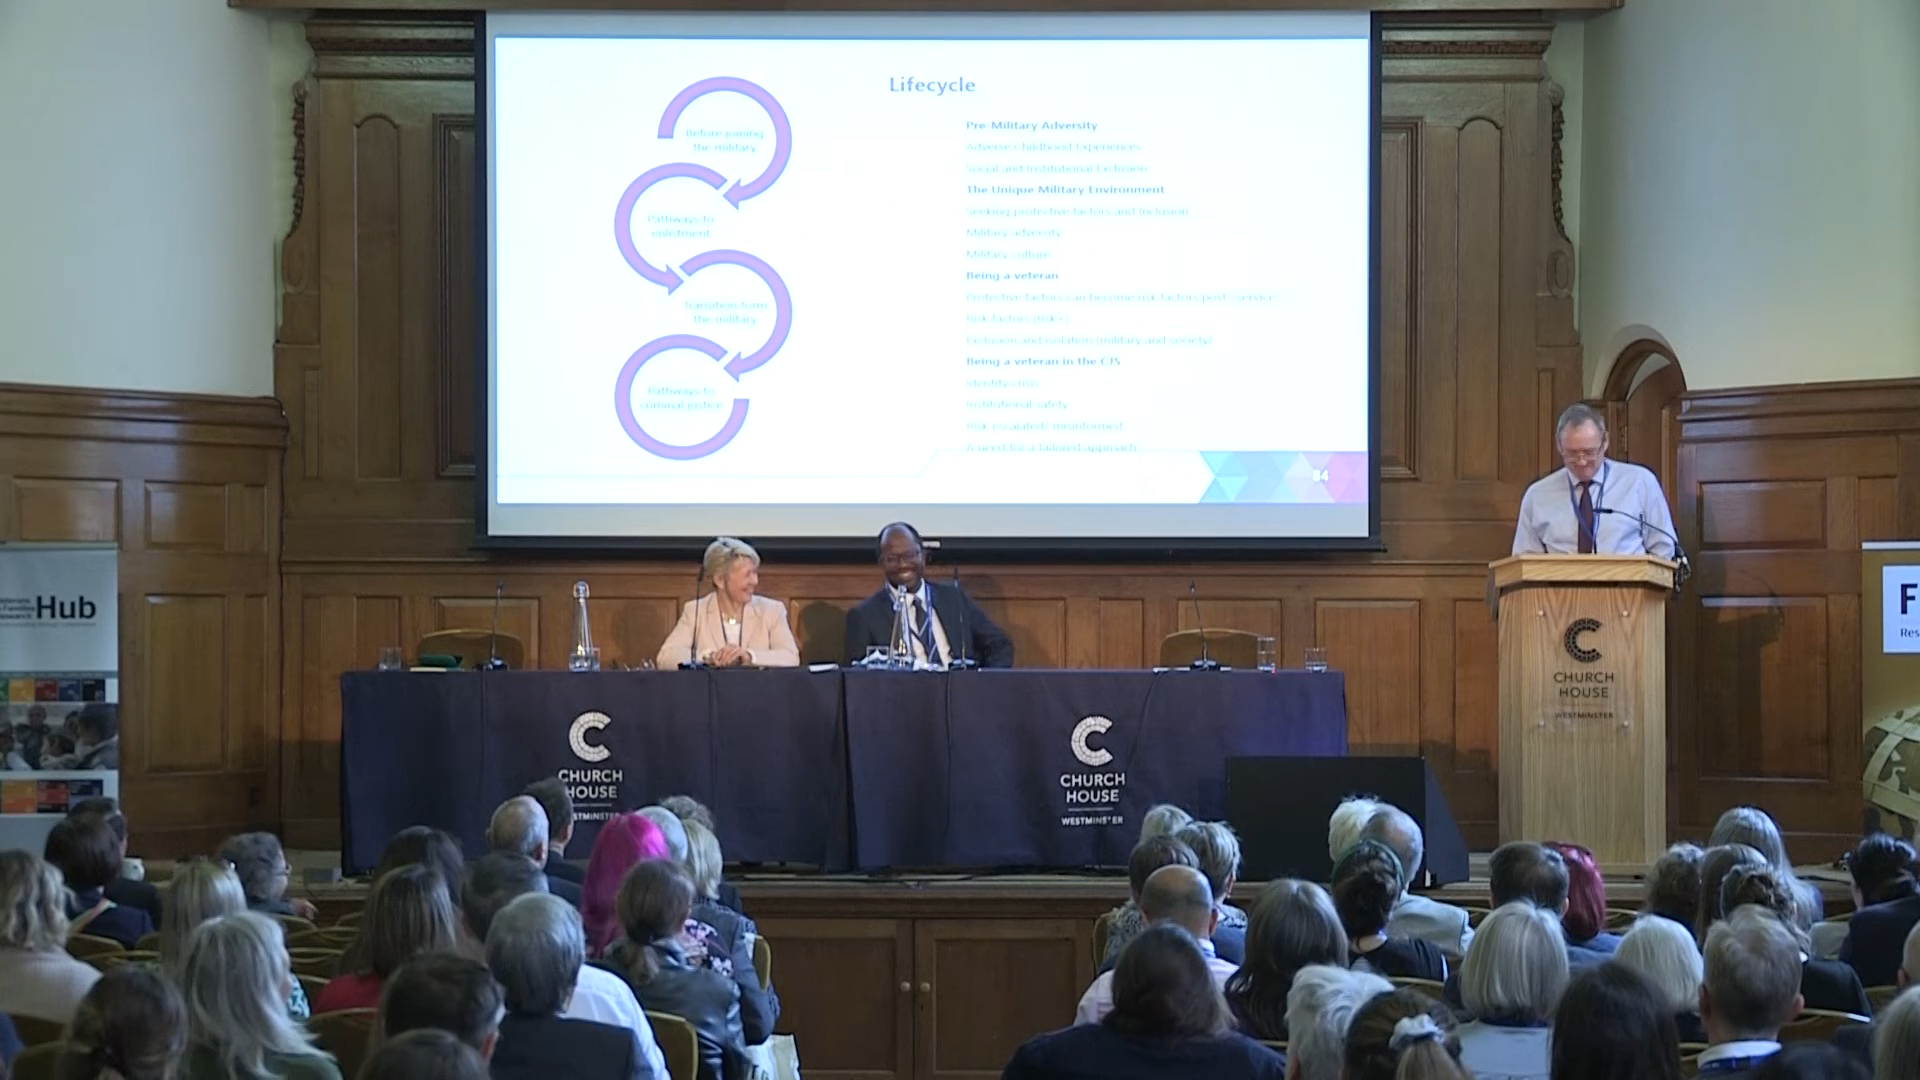 Lifecycle
Before joining
the military
Pathways to
enlistment
Transition form
the military
Pathways to
criminal justice
Pre-Military Adversity
Adverse Childhood Experiences
Social and Institutional Exclusion
The Unique Military Environment
Seeking protective factors and inclusion
Military adversity
Military culture
Being a veteran
Protective factors can become risk factors post-service
Risk factors
Exclusion and isolation (military and society)
Being a veteran in the CJS
Identity crisis
Institutional safety
Risk escalated/ misinformed
A need for a tailored approach
84
Hub
CHURCH
HOUSE
WESTMINSTER
CHURCH
HOUSE
WESTMINSTER
CHURCH
HOUSE
WESTMINSTER
F
Res